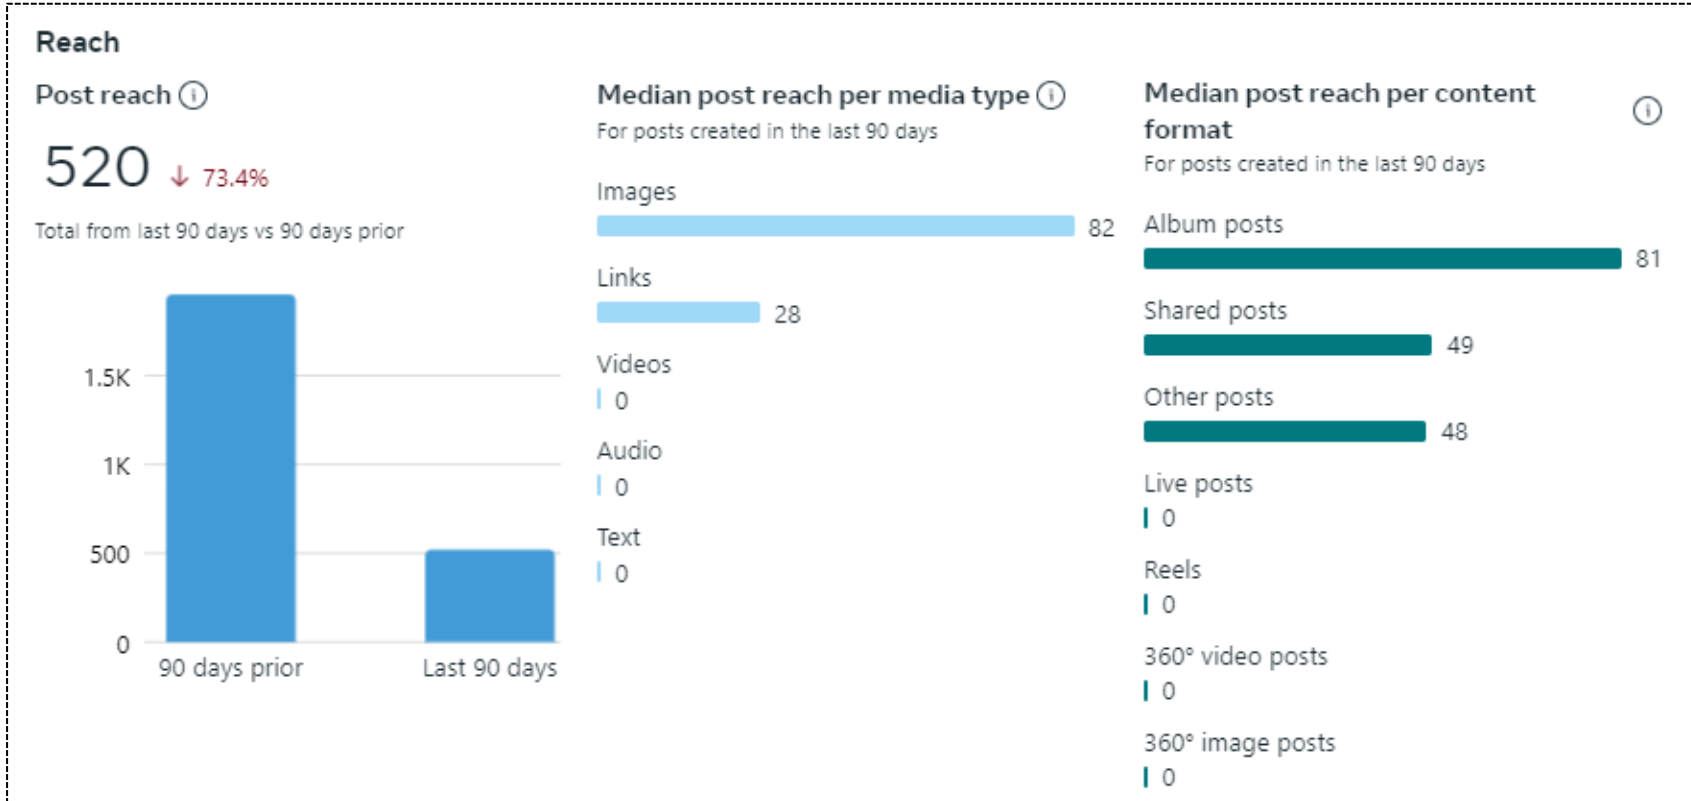 Reach
Post reach
520 ↓ 73.4%
Total from last 90 days vs 90 days prior
1.5K
1K
500
0
90 days prior
Last 90 days
Median post reach per media type
For posts created in the last 90 days
Images
82
Links
28
Videos
0
Audio
0
Text
0
Median post reach per content
format
For posts created in the last 90 days
Album posts
81
Shared posts
49
Other posts
48
Live posts
0
Reels
0
360° video posts
0
360° image posts
0